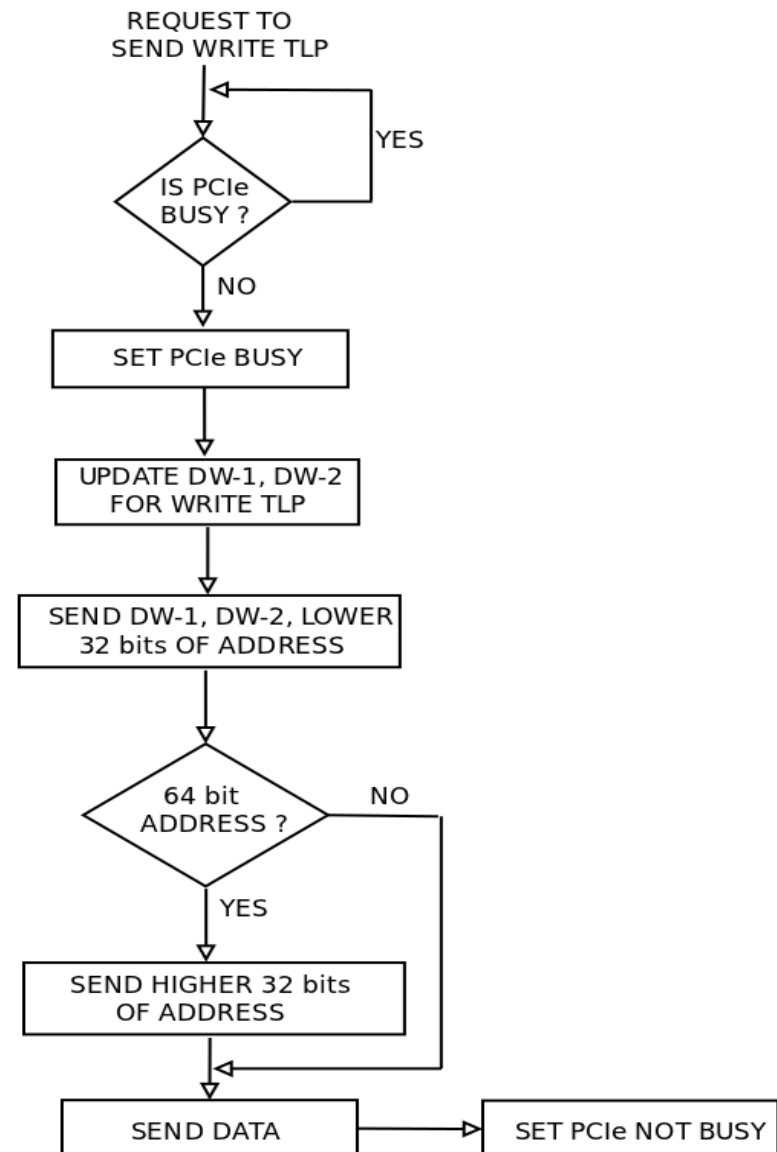 REQUEST TO
SEND WRITE TLP
YES
IS PCIe
BUSY ?
NO
SET PCIe BUSY
UPDATE DW-1, DW-2
FOR WRITE TLP
SEND DW-1, DW-2, LOWER
32 bits OF ADDRESS
64 bit
ADDRESS ?
NO
YES
SEND HIGHER 32 bits
OF ADDRESS
SEND DATA
SET PCIe NOT BUSY